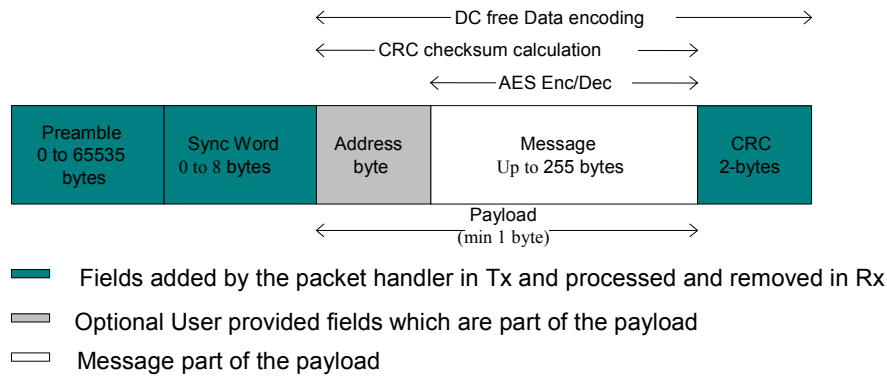 DC free Data encoding
CRC checksum calculation
AES Enc/Dec
Preamble
0 to 65535
bytes
Sync Word
0 to 8 bytes
Address
byte
Message
Up to 255 bytes
CRC
2-bytes
Payload
(min 1 byte)
Fields added by the packet handler in Tx and processed and removed in Rx
Optional User provided fields which are part of the payload
Message part of the payload